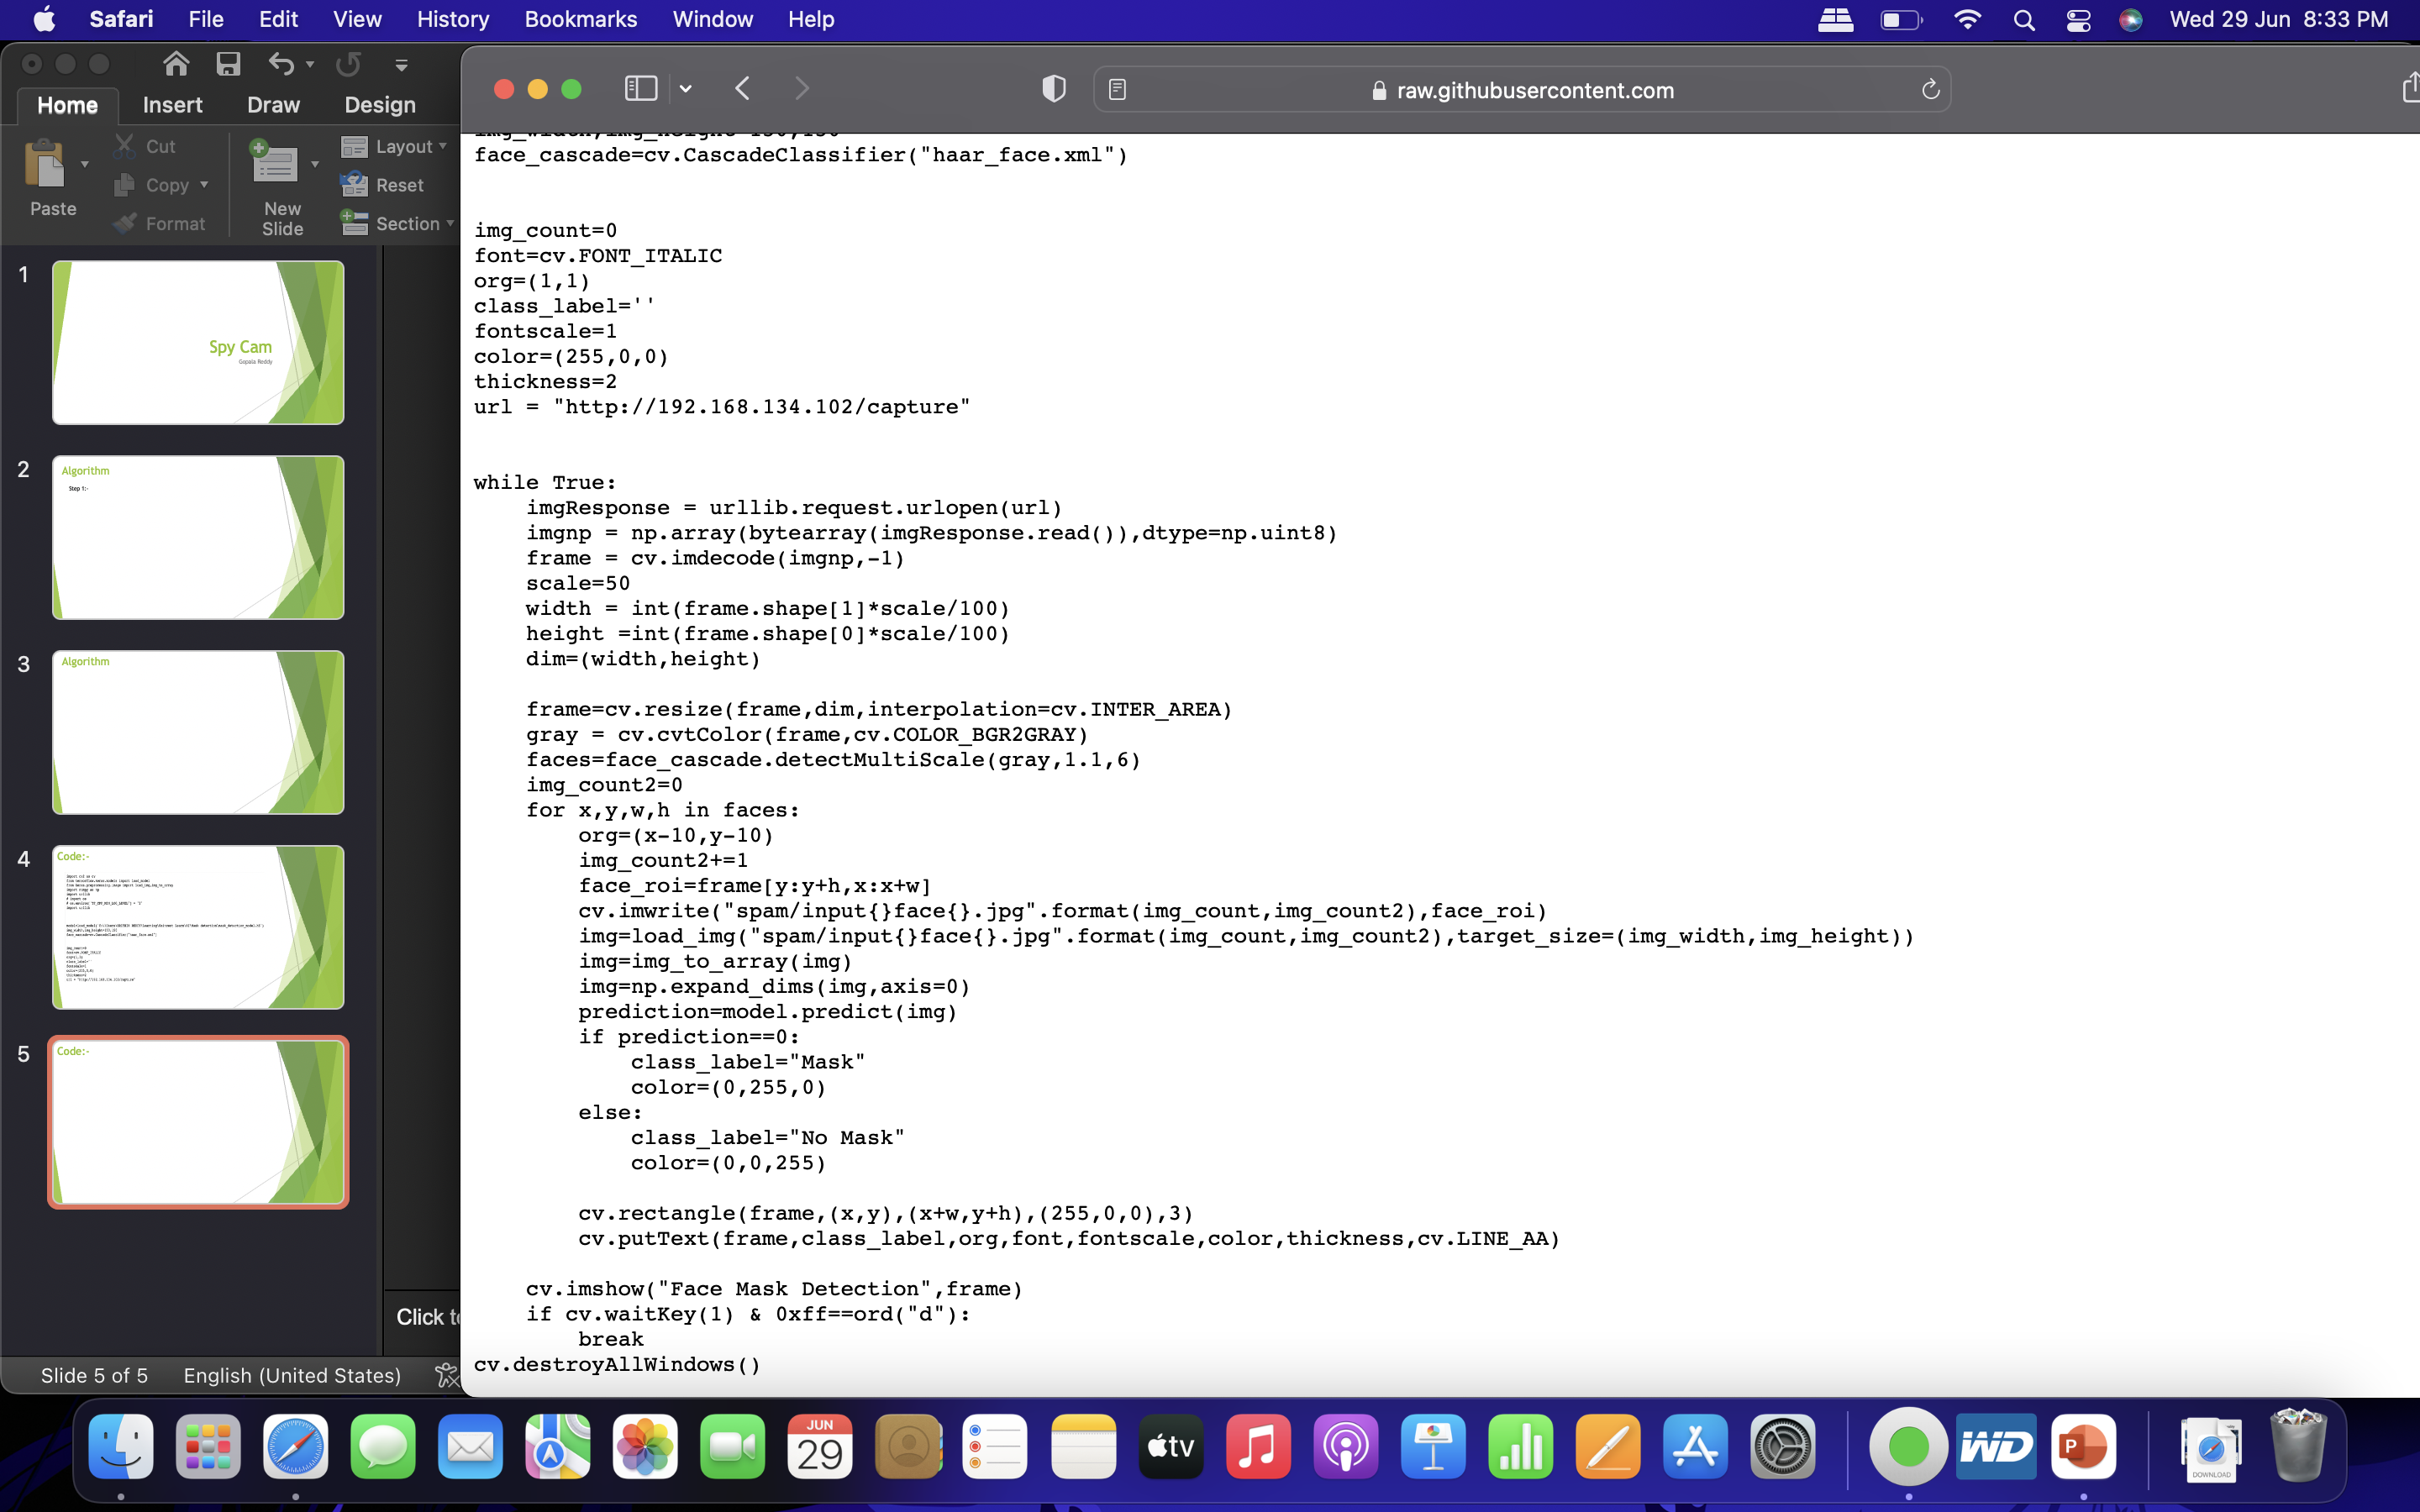 Safari File Edit View History Bookmarks Window Help
Wed 29 Jun 8:33 PM
Home Insert Draw Design
Paste
Cut
Copy
Format
New
Slide
Layout
Reset
Section
1
Spy Cam
Gopala Reddy
2
Algorithm
Step 1:-
3
Algorithm
4
Code:-
5
Code:-
Click
Slide 5 of 5 English (United States)
raw.githubusercontent.com
face_cascade=cv.CascadeClassifier("haar_face.xml")
img_count=0
font=cv.FONT_ITALIC
org=(1,1)
class_label=''
fontscale=1
color=(255,0,0)
thickness=2
url = "http://192.168.134.102/capture"
while True:
    imgResponse = urllib.request.urlopen(url)
    imgnp = np.array(bytearray(imgResponse.read()),dtype=np.uint8)
    frame = cv.imdecode(imgnp,-1)
    scale=50
    width = int(frame.shape[1]*scale/100)
    height =int(frame.shape[0]*scale/100)
    dim=(width,height)
    frame=cv.resize(frame,dim,interpolation=cv.INTER_AREA)
    gray = cv.cvtColor(frame,cv.COLOR_BGR2GRAY)
    faces=face_cascade.detectMultiScale(gray,1.1,6)
    img_count2=0
    for x,y,w,h in faces:
        org=(x-10,y-10)
        img_count2+=1
        face_roi=frame[y:y+h,x:x+w]
        cv.imwrite("spam/input{}face{}.jpg".format(img_count,img_count2),face_roi)
        img=load_img("spam/input{}face{}.jpg".format(img_count,img_count2),target_size=(img_width,img_height))
        img=img_to_array(img)
        img=np.expand_dims(img,axis=0)
        prediction=model.predict(img)
        if prediction==0:
            class_label="Mask"
            color=(0,255,0)
        else:
            class_label="No Mask"
            color=(0,0,255)
        cv.rectangle(frame,(x,y),(x+w,y+h),(255,0,0),3)
        cv.putText(frame,class_label,org,font,fontscale,color,thickness,cv.LINE_AA)
    cv.imshow("Face Mask Detection",frame)
    if cv.waitKey(1) & 0xff==ord("d"):
        break
cv.destroyAllWindows()
JUN
29
tv
WD
P
DOWNLOAD